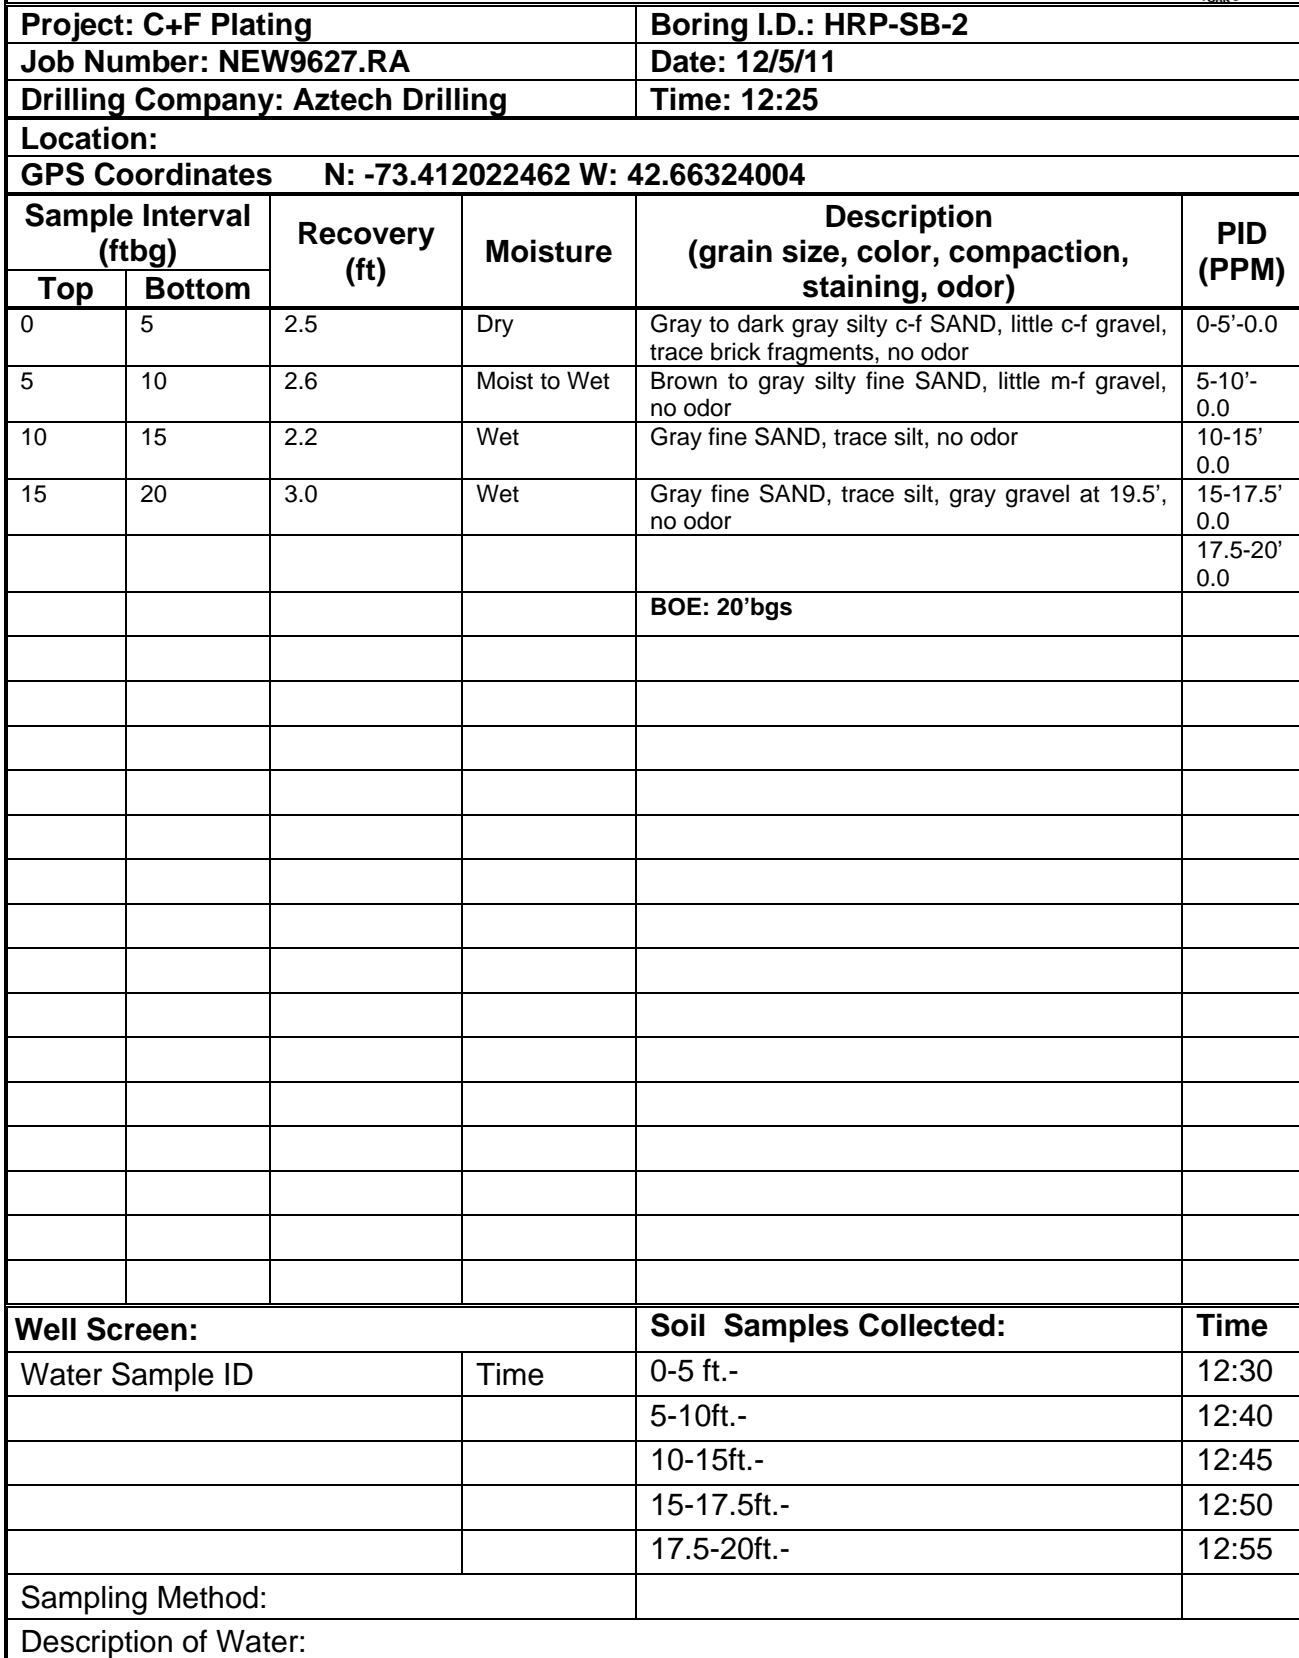 Project: C+F Plating Boring I.D.: HRP-SB-2
Job Number: NEW9627.RA Date: 12/5/11
Drilling Company: Aztech Drilling Time: 12:25
Location:
GPS Coordinates N: -73.412022462 W: 42.66324004
Sample Interval
(ftbg)
Top Bottom
Recovery
(ft)
Moisture
Description
(grain size, color, compaction,
staining, odor)
PID
(PPM)
0 5 2.5 Dry Gray to dark gray silty c-f SAND, little c-f gravel, 0-5’-0.0
trace brick fragments, no odor
5 10 2.6 Moist to Wet Brown to gray silty fine SAND, little m-f gravel, 5-10’-
no odor 0.0
10 15 2.2 Wet Gray fine SAND, trace silt, no odor 10-15’
0.0
15 20 3.0 Wet Gray fine SAND, trace silt, gray gravel at 19.5’, 15-17.5’
no odor 0.0
17.5-20’
0.0
BOE: 20’bgs
Well Screen: Soil Samples Collected: Time
Water Sample ID Time 0-5 ft.- 12:30
5-10ft.- 12:40
10-15ft.- 12:45
15-17.5ft.- 12:50
17.5-20ft.- 12:55
Sampling Method:
Description of Water: